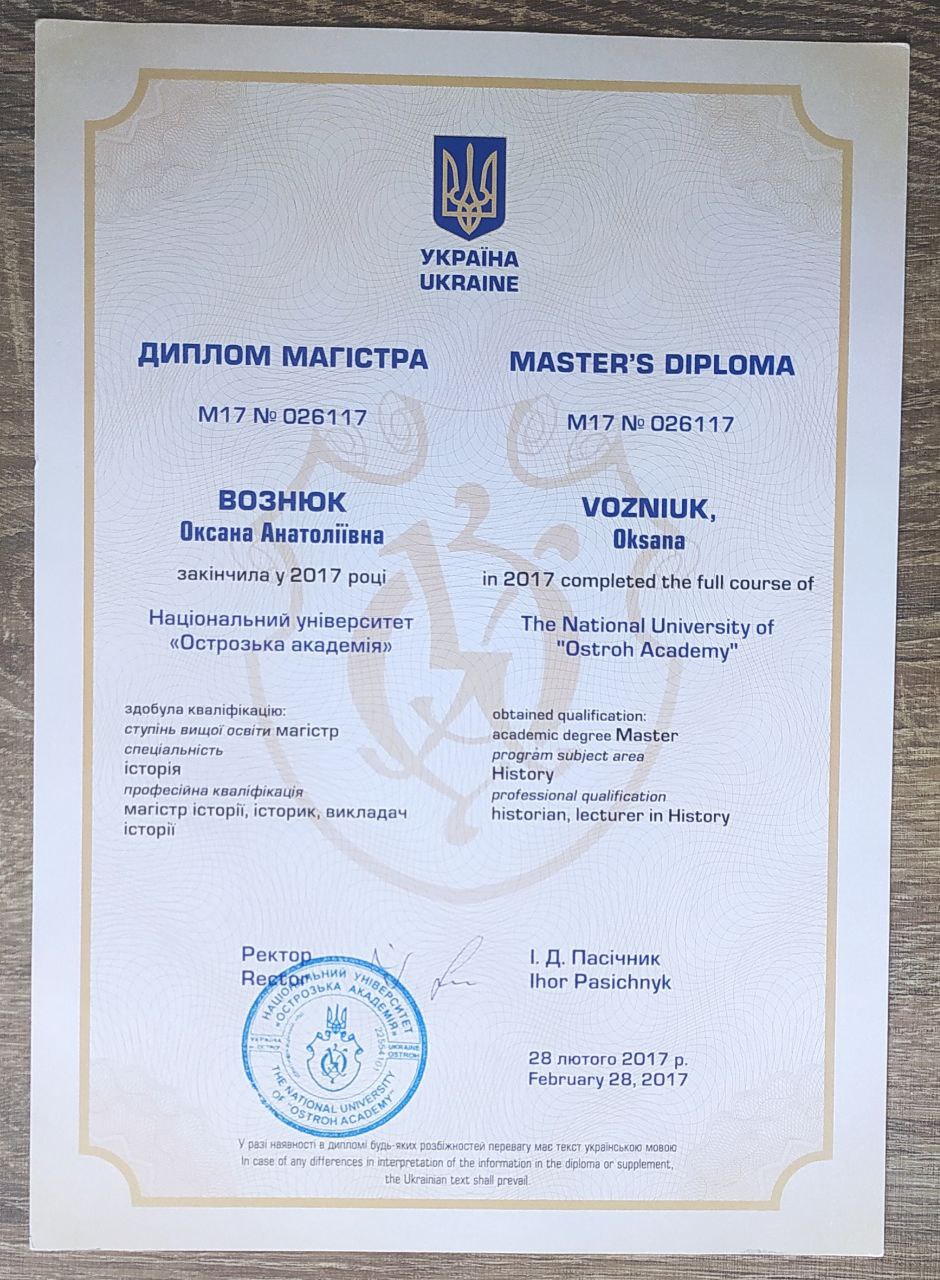 УКРАЇНА
UKRAINE
ДИПЛОМ МАГІСТРА
М17 № 026117
ВОЗНЮК
Оксана Анатоліївна
закінчила у 2017 році
Національний університет
«Острозька академія»
здобула кваліфікацію:
ступінь вищої освіти магістр
спеціальність
історія
професійна кваліфікація
магістр історії, історик, викладач
історії
MASTER'S DIPLOMA
M17 № 026117
VOZNIUK,
Oksana
in 2017 completed the full course of
The National University of
"Ostroh Academy"
obtained qualification:
academic degree Master
program subject area
History
professional qualification
historian, lecturer in History
Ректор
Rector
І. Д. Пасічник
Ihor Pasichnyk
НАЦІОНАЛЬНИЙ УНІВЕРСИТЕТ
«ОСТРОЗЬКА АКАДЕМІЯ»
УКРАЇНА
UKRAINE
OSTROH
22554101
THE NATIONAL UNIVERSITY
OF "OSTROH ACADEMY"
28 лютого 2017 р.
February 28, 2017
У разі наявності в дипломі будь-яких розбіжностей перевагу має текст українською мовою
In case of any differences in interpretation of the information in the diploma or supplement,
the Ukrainian text shall prevail.